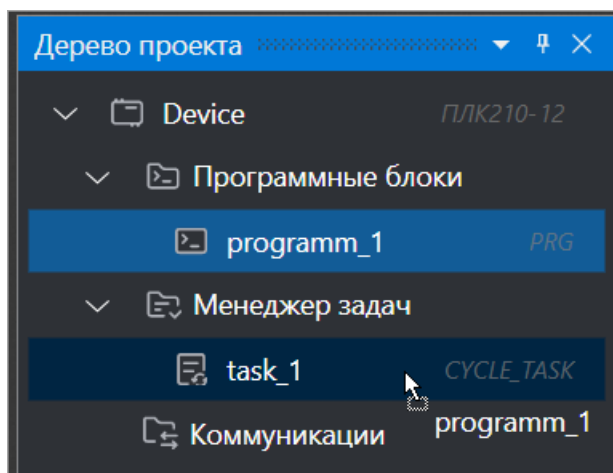 Дерево проекта
Device ПЛК210-12
Программные блоки
programm_1 PRG
Менеджер задач
task_1 CYCLE_TASK
Коммуникации programm_1